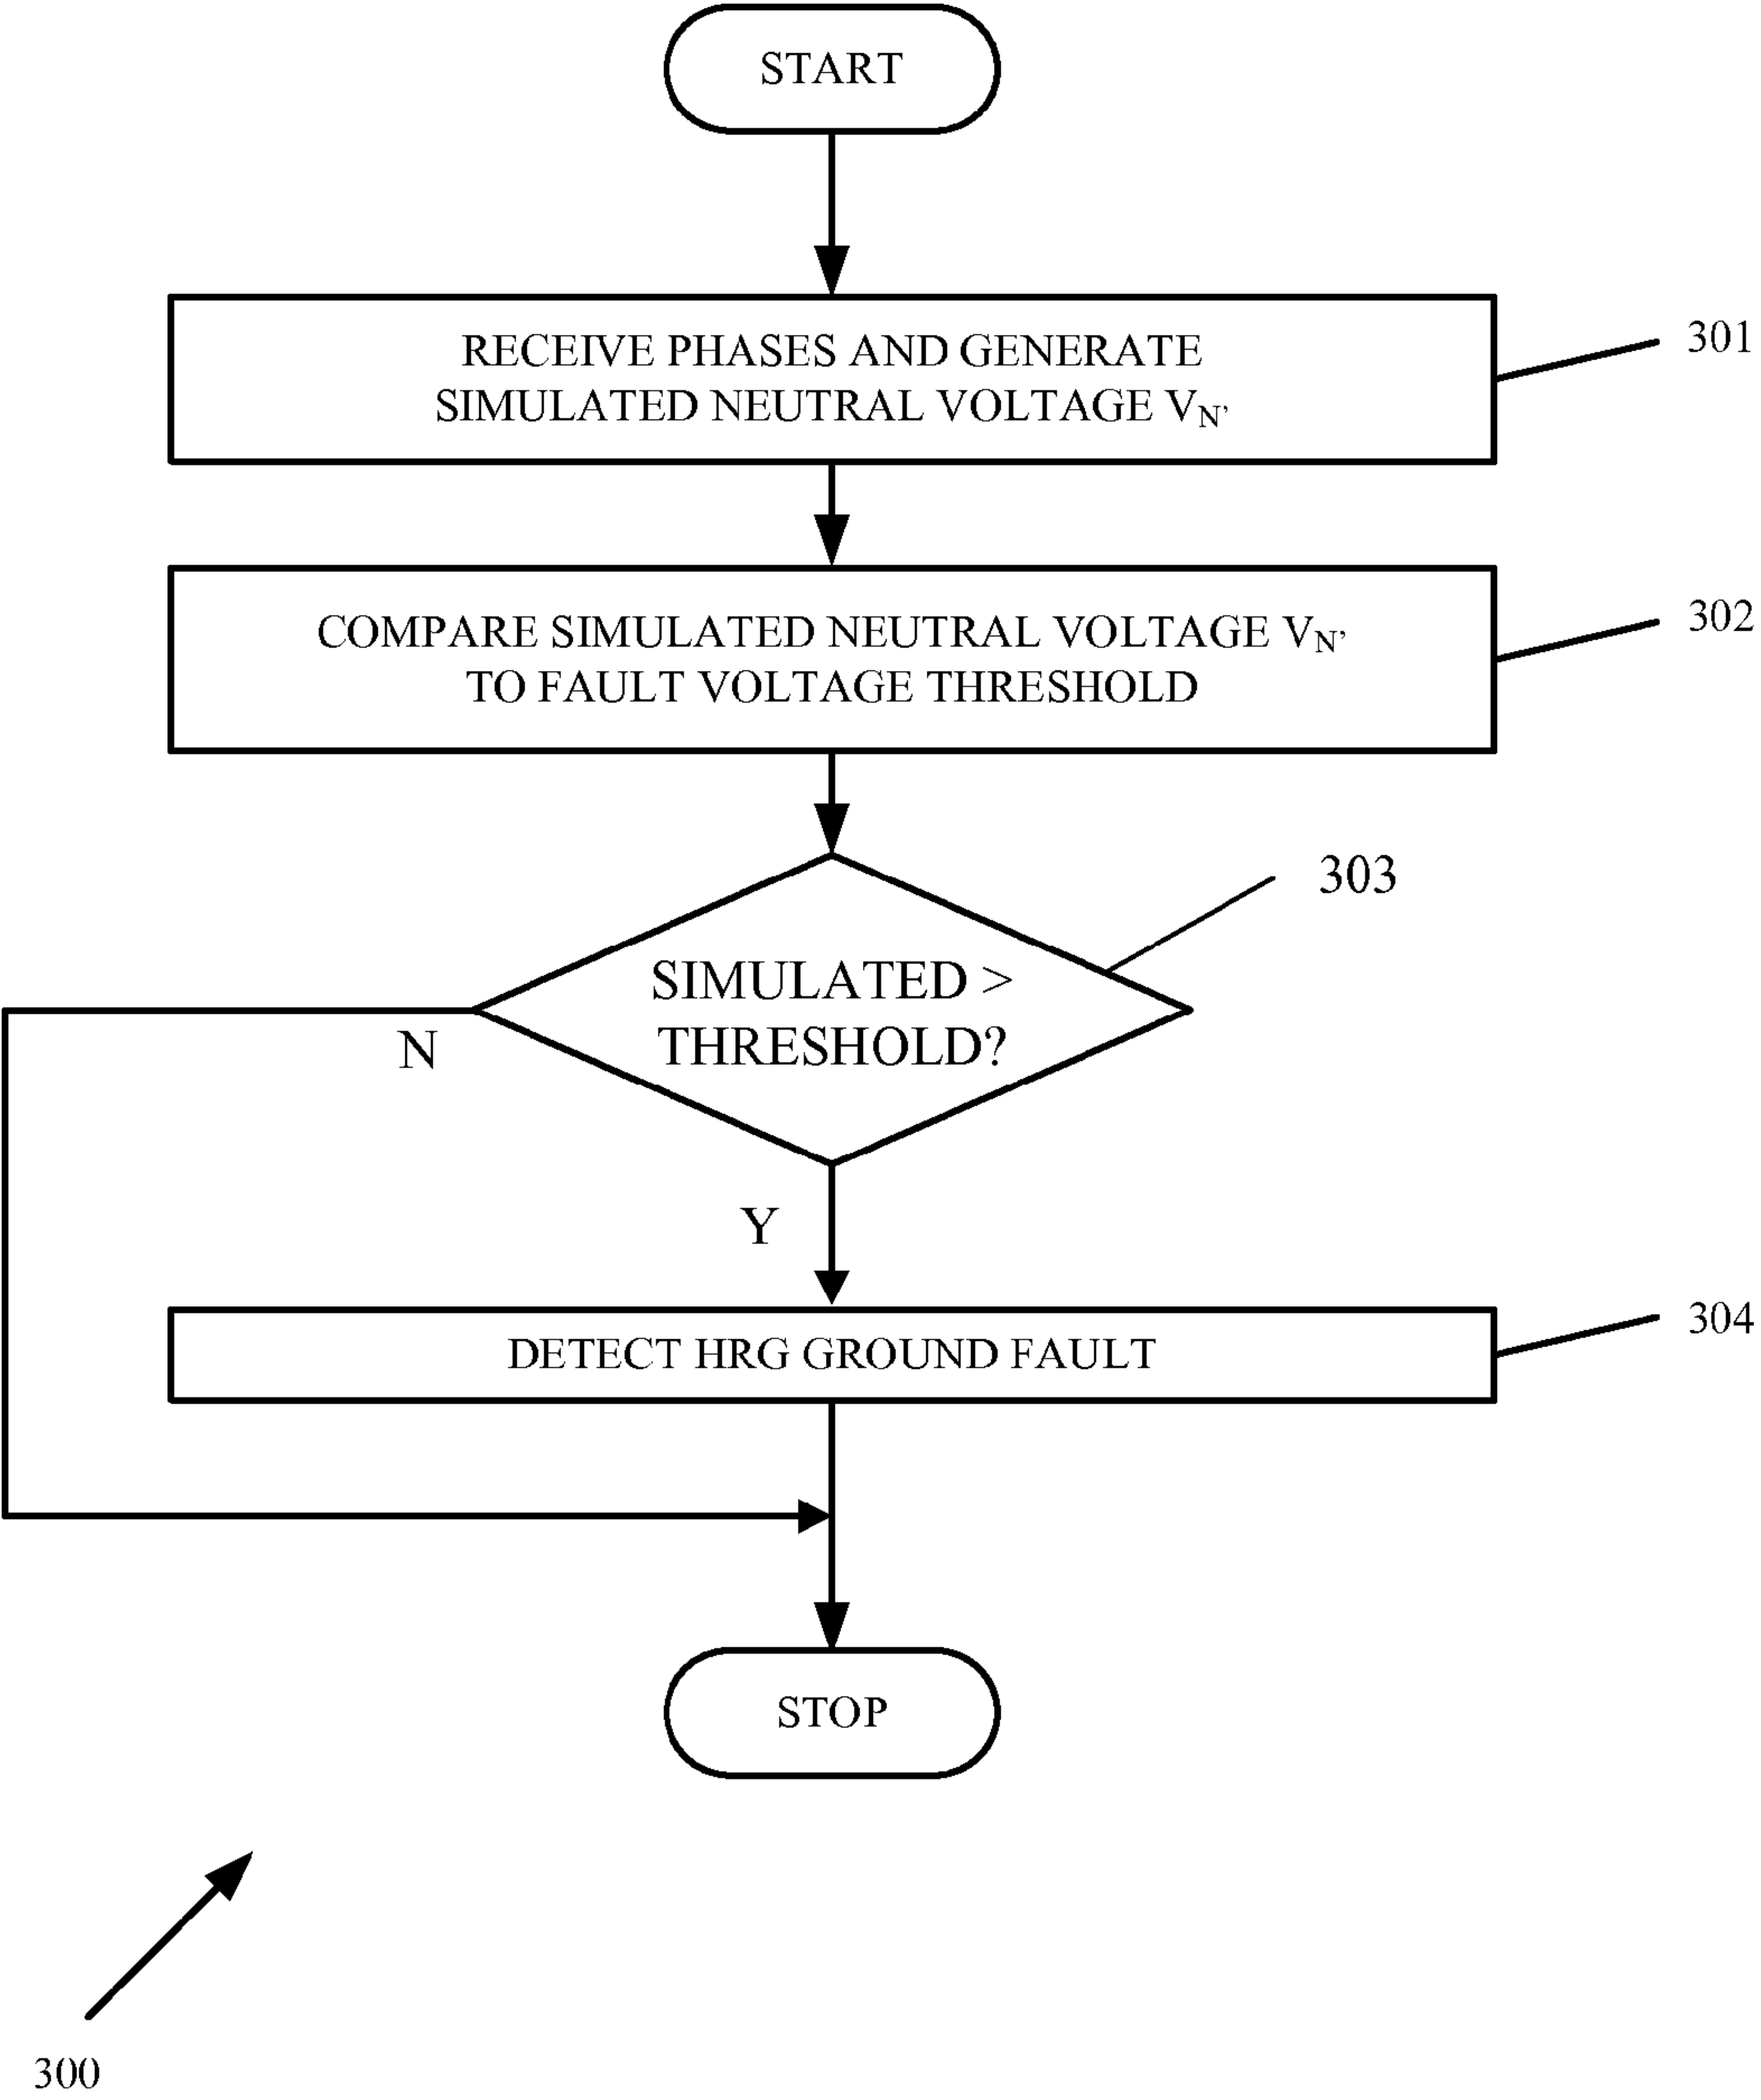 START
RECEIVE PHASES AND GENERATE
SIMULATED NEUTRAL VOLTAGE VN'
301
COMPARE SIMULATED NEUTRAL VOLTAGE VN'
TO FAULT VOLTAGE THRESHOLD
302
303
SIMULATED >
THRESHOLD?
N
Y
DETECT HRG GROUND FAULT
304
STOP
300